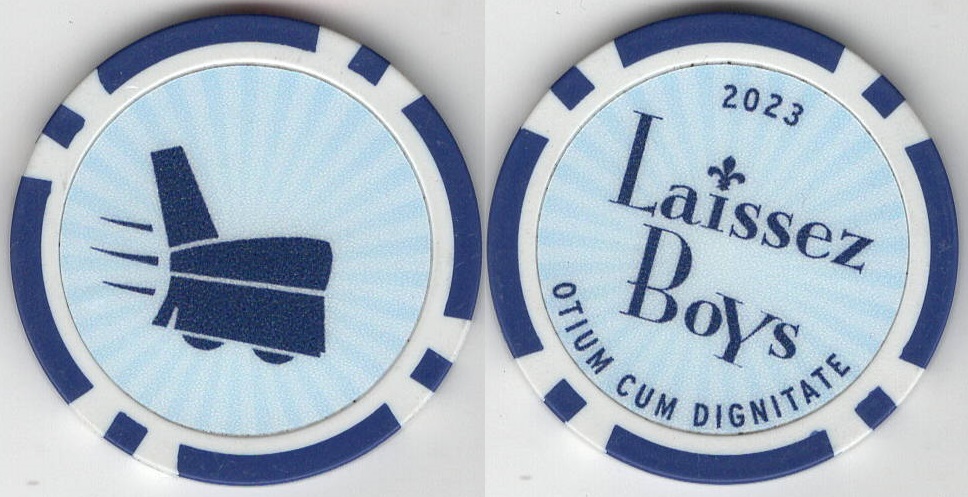 2023
Laissez
Boys
OTIUM CUM DIGNITATE